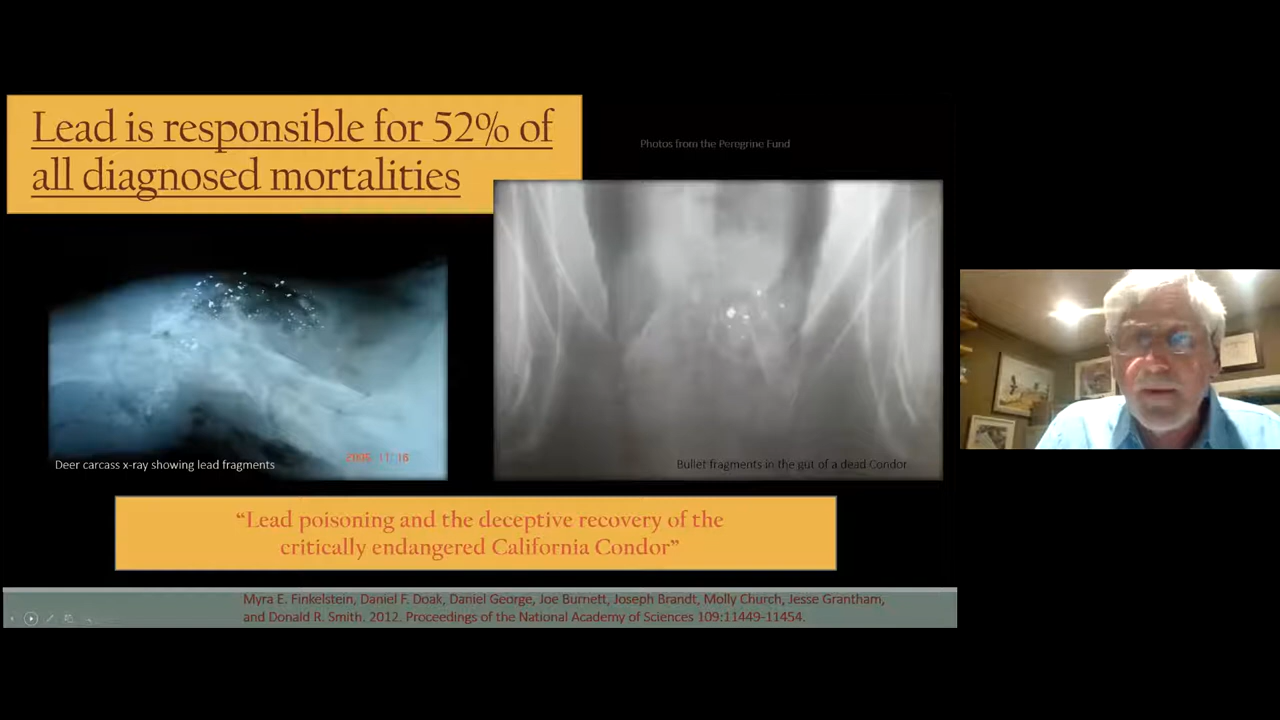 Lead is responsible for 52% of
all diagnosed mortalities
Photos from the Peregrine Fund
Deer carcass x-ray showing lead fragments
Bullet fragments in the gut of a dead Condor
“Lead poisoning and the deceptive recovery of the
critically endangered California Condor”
Myra E. Finkelstein, Daniel F. Doak, Daniel George, Joe Burnett, Joseph Brandt, Molly Church, Jesse Grantham,
and Donald R. Smith. 2012. Proceedings of the National Academy of Sciences 109:11449-11454.